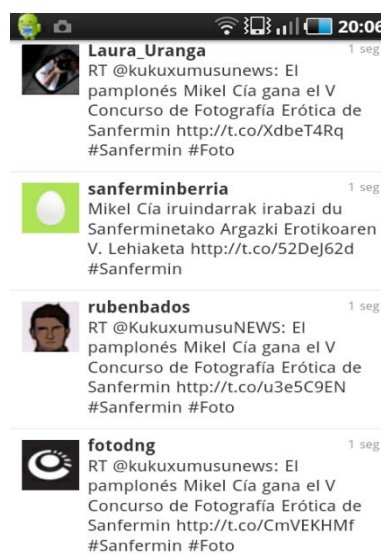 20:06
Laura_Uranga 1 seg
RT @kukuxumusunews: El
pamplonés Mikel Cía gana el V
Concurso de Fotografía Erótica de
Sanfermin http://t.co/XdbeT4Rq
#Sanfermin #Foto
sanferminberria 1 seg
Mikel Cía iruindarrak irabazi du
Sanferminetako Argazki Erotikoaren
V. Lehiaketa http://t.co/52DeJ62d
#Sanfermin
rubenbados 1 seg
RT @KukuxumusuNEWS: El
pamplonés Mikel Cía gana el V
Concurso de Fotografía Erótica de
Sanfermin http://t.co/u3e5C9EN
#Sanfermin #Foto
fotodng 1 seg
RT @kukuxumusunews: El
pamplonés Mikel Cía gana el V
Concurso de Fotografía Erótica de
Sanfermin http://t.co/CmVEKHMf
#Sanfermin #Foto